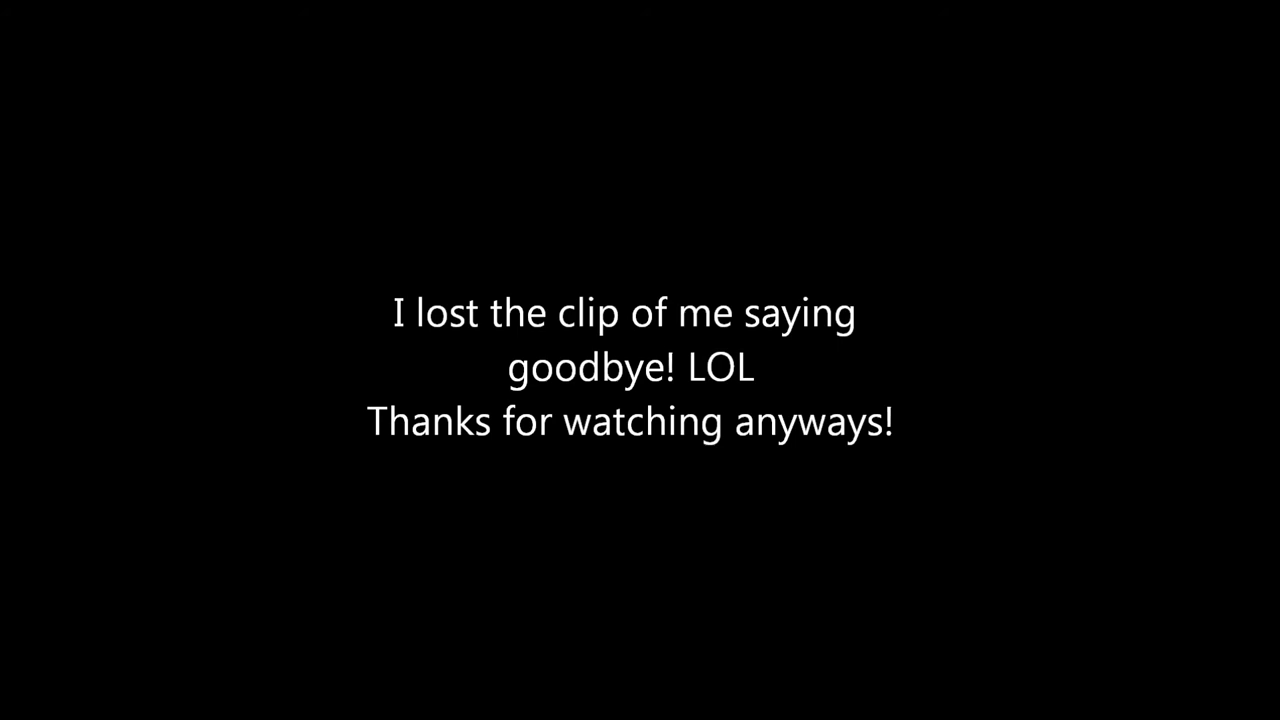 I lost the clip of me saying
goodbye! LOL
Thanks for watching anyways!